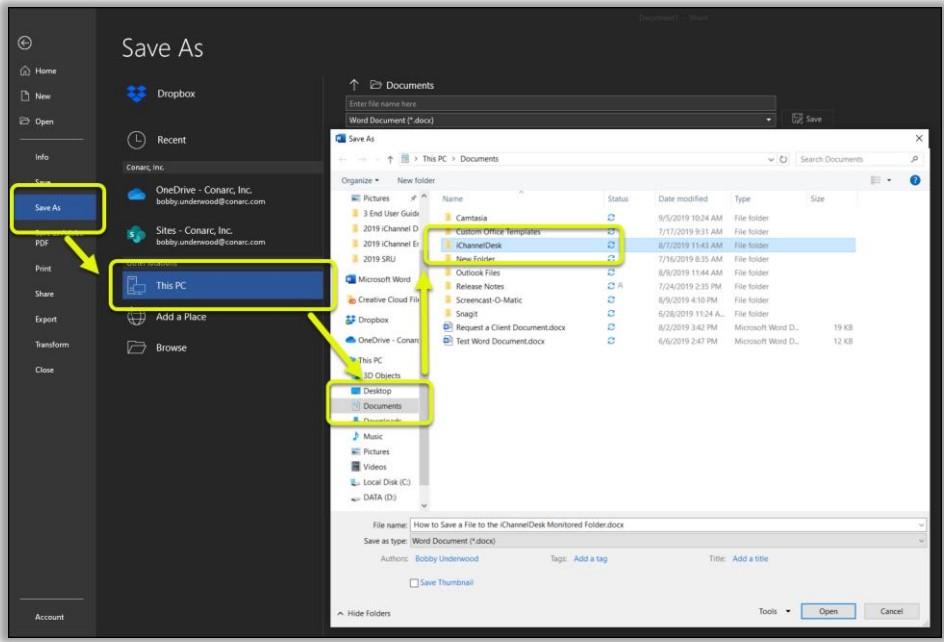 Document1 - Word
Save As
Home
New
Open
Info
Save
Save As
PDF
Print
Share
Export
Transform
Close
Account
Dropbox
Recent
Conarc, Inc.
OneDrive - Conarc, Inc.
bobby.underwood@conarc.com
Sites - Conarc, Inc.
bobby.underwood@conarc.com
This PC
Add a Place
Browse
Documents
Enter file name here
Word Document (*.docx)
Save
Save As
This PC > Documents
Search Documents
Organize
New folder
Pictures
3 End User Guide
2019 iChannel D
2019 iChannel En
2019 SRU
Microsoft Word
Creative Cloud File
Dropbox
OneDrive - Conarc
This PC
3D Objects
Desktop
Documents
Downloads
Music
Pictures
Videos
Local Disk (C:)
DATA (D:)
Name Status Date modified Type Size
Camtasia 9/5/2019 10:24 AM File folder
Custom Office Templates 7/17/2019 9:31 AM File folder
iChannelDesk 8/7/2019 11:43 AM File folder
New Folder 7/16/2019 8:35 AM File folder
Outlook Files 8/9/2019 11:44 AM File folder
Release Notes 7/24/2019 2:35 PM File folder
Screencast-O-Matic 8/9/2019 4:10 PM File folder
Snagit 6/28/2019 11:24 A... File folder
Request a Client Document.docx 8/2/2019 3:42 PM Microsoft Word D... 19 KB
Test Word Document.docx 6/6/2019 2:47 PM Microsoft Word D... 12 KB
File name: How to Save a File to the iChannelDesk Monitored Folder.docx
Save as type: Word Document (*.docx)
Authors: Bobby Underwood Tags: Add a tag Title: Add a title
Save Thumbnail
Hide Folders
Tools Open Cancel